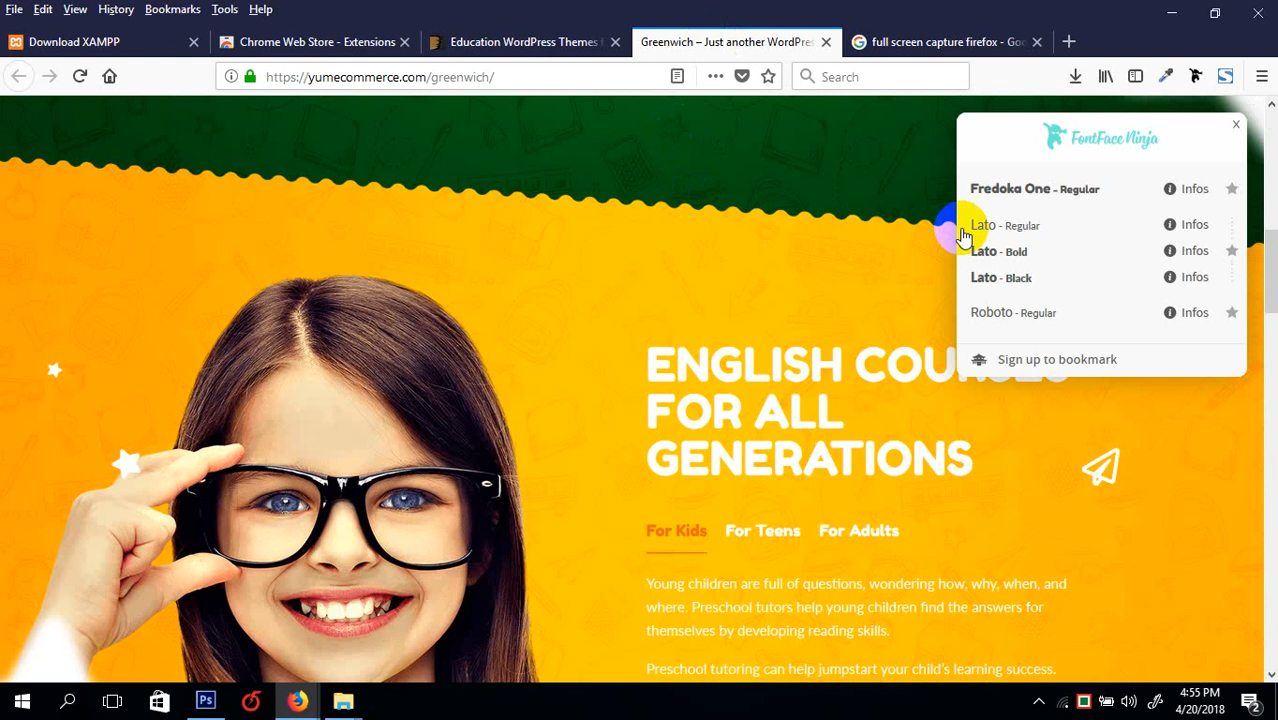 File Edit View History Bookmarks Tools Help
Download XAMPP
Chrome Web Store - Extensions
Education WordPress Themes
Greenwich – Just another WordPres
full screen capture firefox - Goo
https://yumecommerce.com/greenwich/
Search
FontFace Ninja
x
Fredoka One - Regular Infos
Lato - Regular Infos
Lato - Bold Infos
Lato - Black Infos
Roboto - Regular Infos
Sign up to bookmark
ENGLISH COURSES
FOR ALL
GENERATIONS
For Kids For Teens For Adults
Young children are full of questions, wondering how, why, when, and
where. Preschool tutors help young children find the answers for
themselves by developing reading skills.
Preschool tutoring can help jumpstart your child's learning success.
Ps
4:55 PM
4/20/2018
2